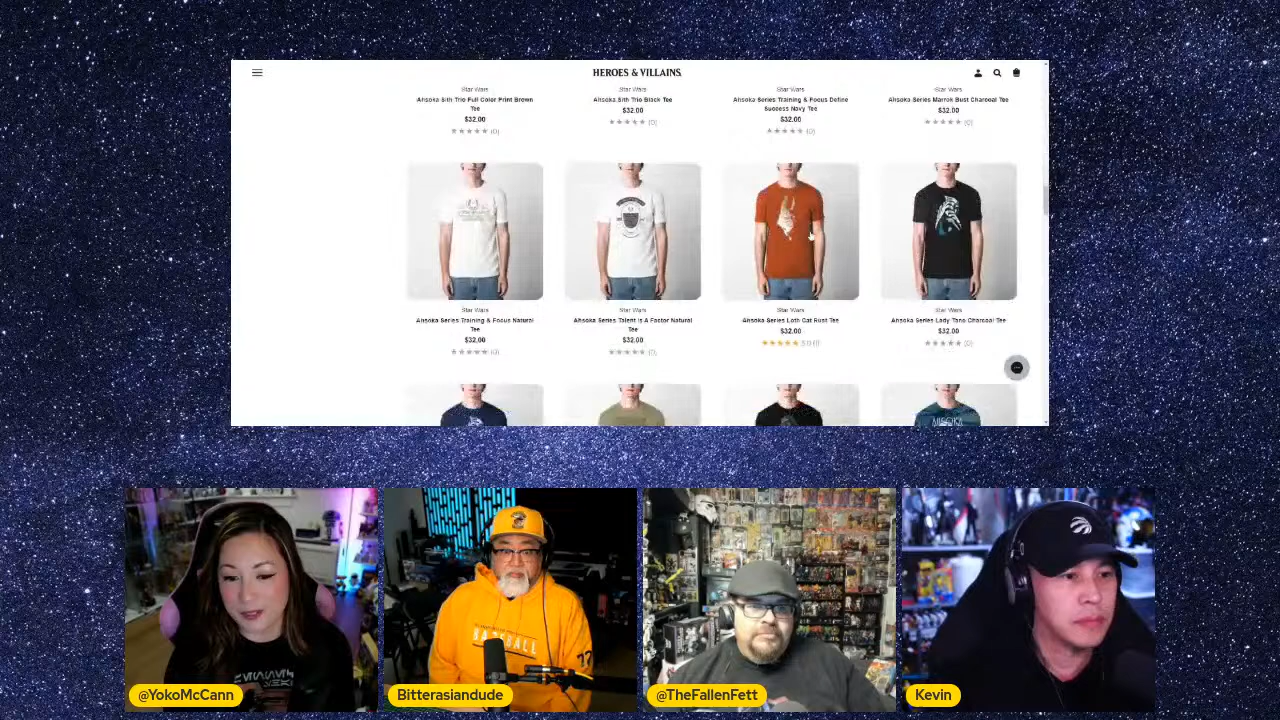 HEROES & VILLAINS
Star Wars
Star Wars
Star Wars
Star Wars
Ahsoka Sith Trio Full Color Print Brown
Tee
Ahsoka Sith Trio Black Tee
Ahsoka Series Training & Focus Define
Success Navy Tee
Ahsoka Series Marrok Bust Charcoal Tee
$32.00
$32.00
$32.00
$32.00
(0)
(0)
(0)
(0)
Star Wars
Star Wars
Star Wars
Star Wars
Ahsoka Series Training & Focus Natural
Tee
Ahsoka Series Talent Is A Factor Natural
Tee
Ahsoka Series Loth Cat Rust Tee
Ahsoka Series Lady Tano Charcoal Tee
$32.00
$32.00
$32.00
$32.00
(0)
(0)
(0)
AHSOKA
BASEBALL
@YokoMcCann
Bitterasiandude
@TheFallenFett
Kevin